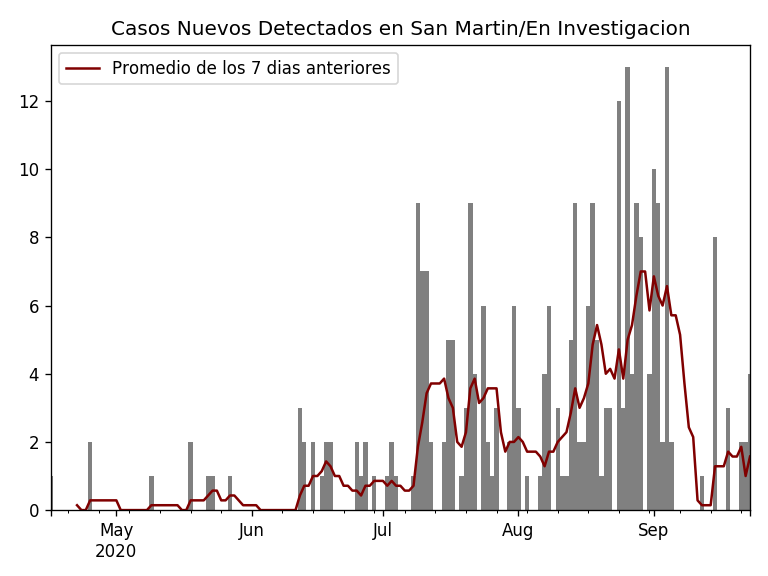 Casos Nuevos Detectados en San Martin/En Investigacion
Promedio de los 7 dias anteriores
12
10
8
6
4
2
0
May Jun Jul Aug Sep
2020